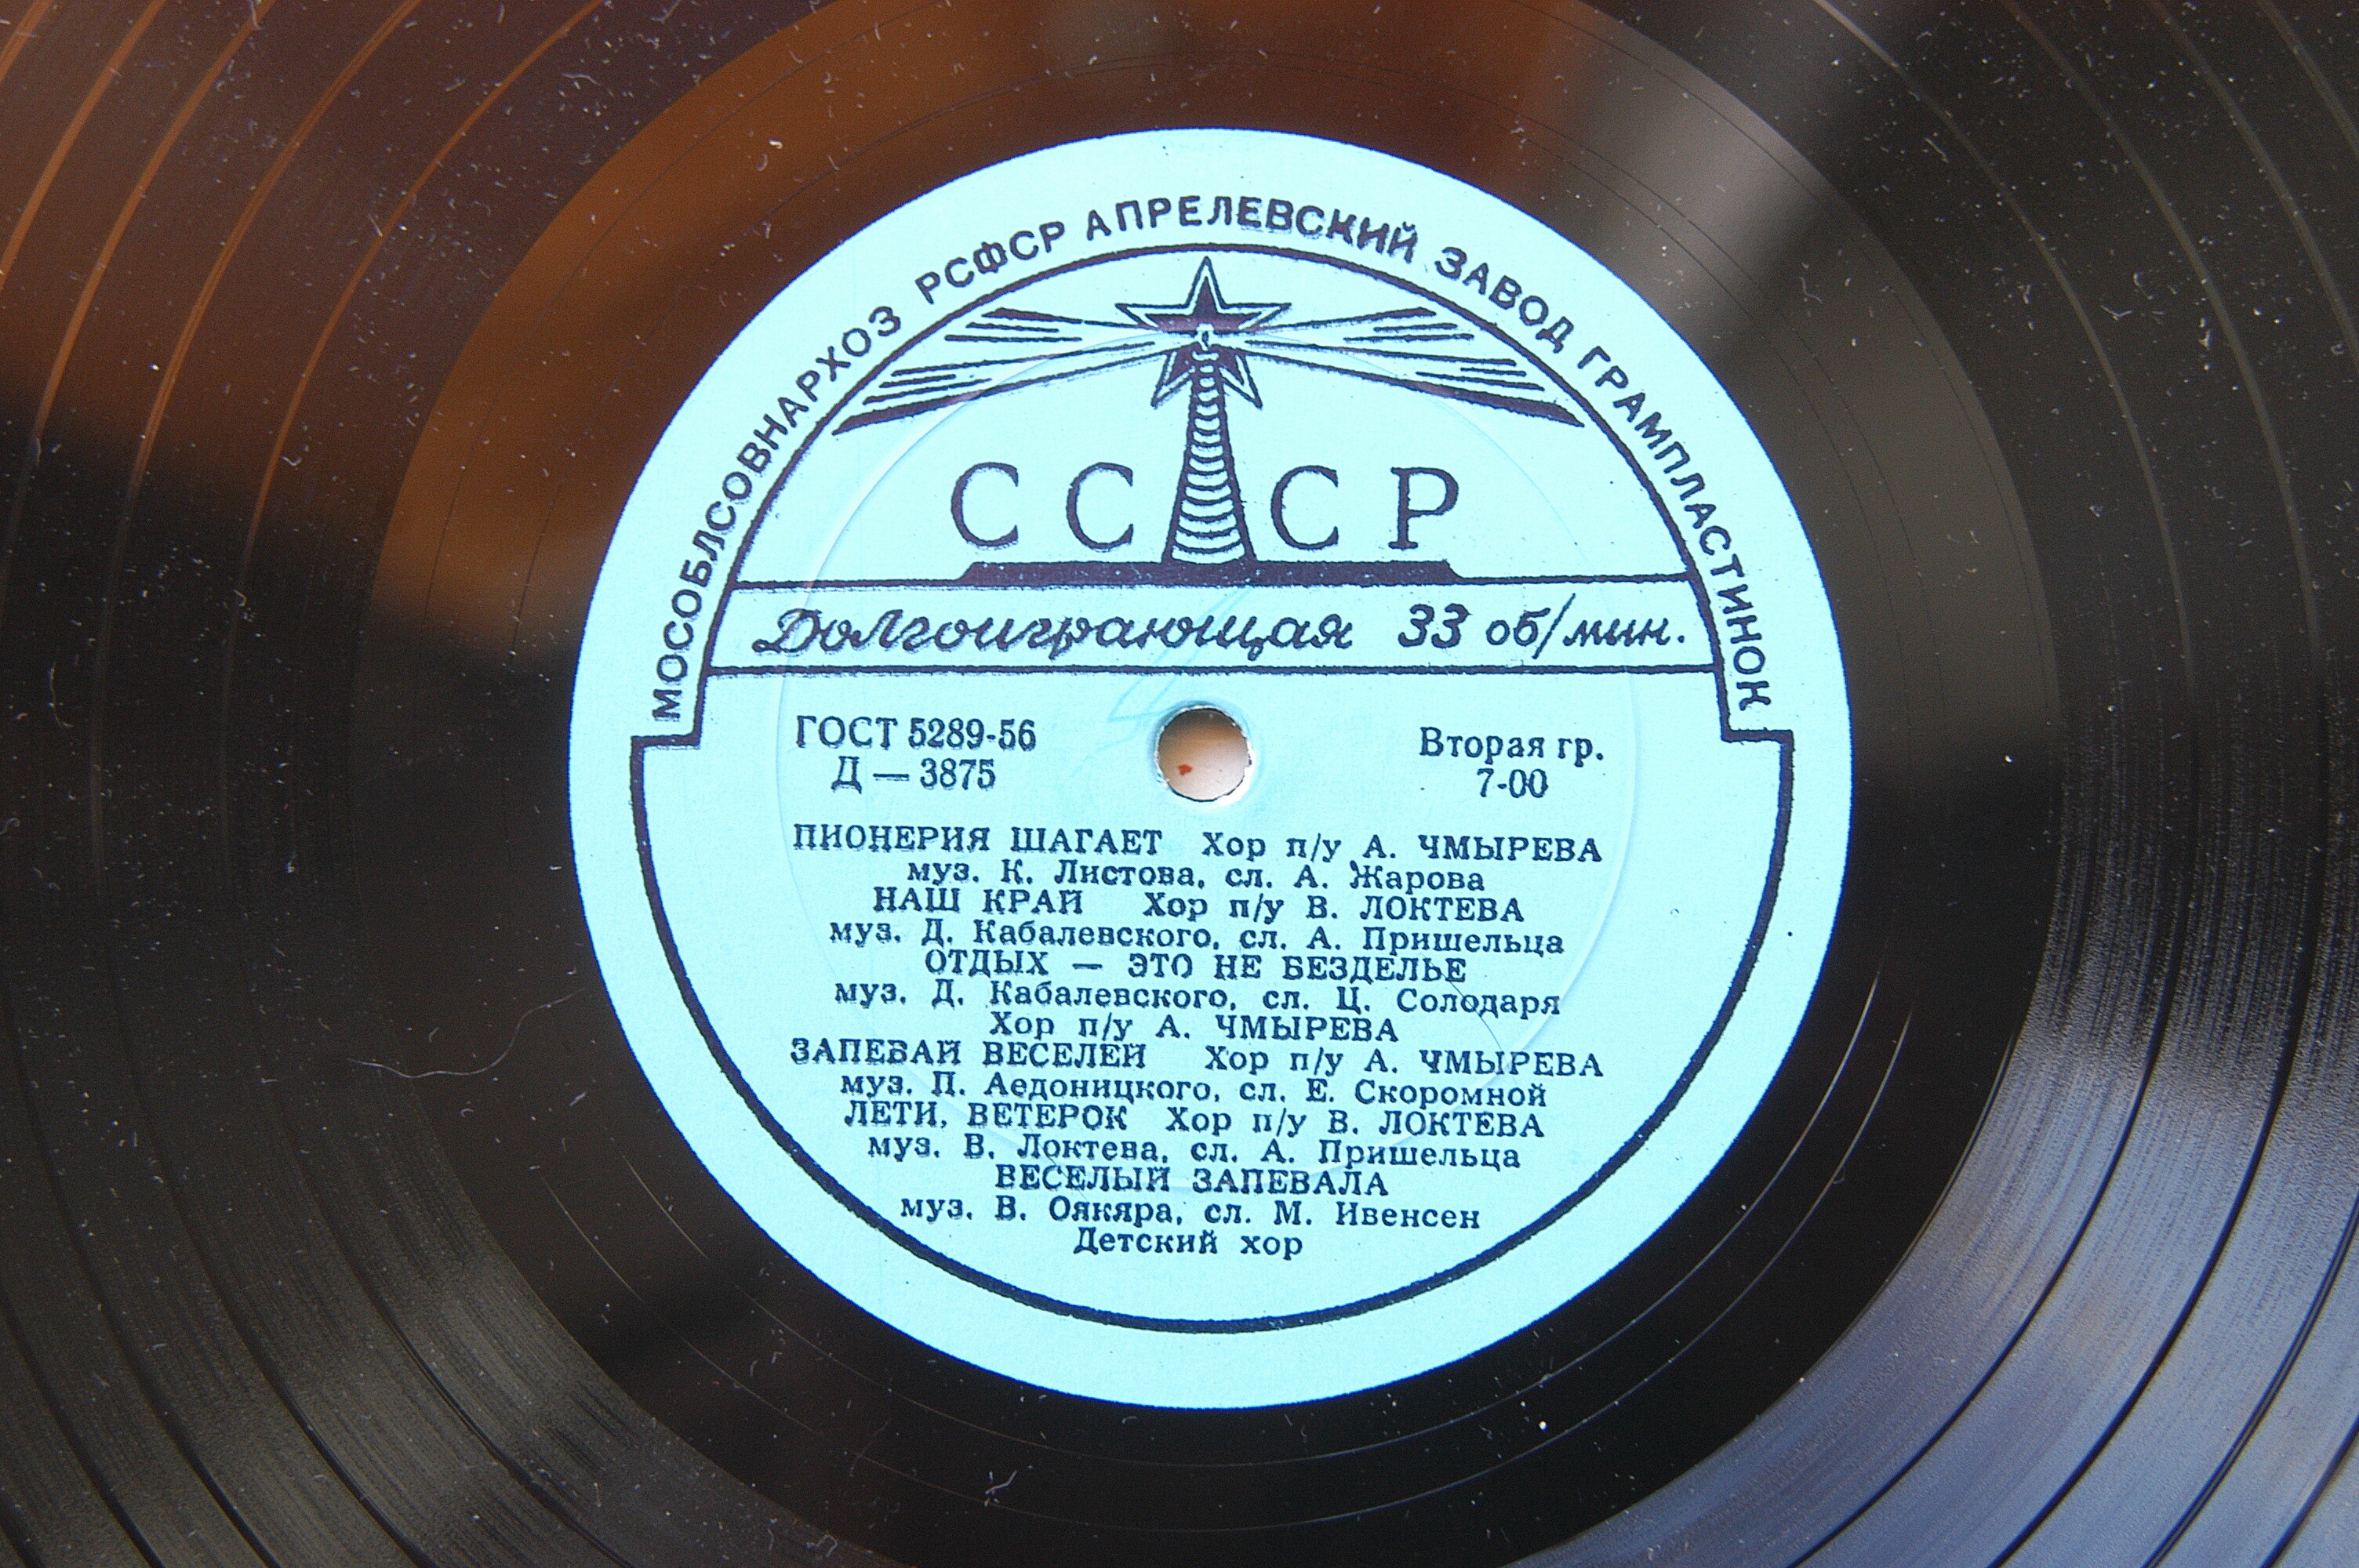 МОСОБЛСОВНАРХОЗ РСФСР АПРЕЛЕВСКИЙ ЗАВОД ГРАМПЛАСТИНОК
СССР
Долгоиграющая 33 об/мин.
ГОСТ 5289-56
Д — 3875
Вторая гр.
7-00
ПИОНЕРИЯ ШАГАЕТ Хор п/у А. ЧМЫРЕВА
муз. К. Листова, сл. А. Жарова
НАШ КРАЙ Хор п/у В. ЛОКТЕВА
муз. Д. Кабалевского, сл. А. Пришельца
ОТДЫХ — ЭТО НЕ БЕЗДЕЛЬЕ
муз. Д. Кабалевского, сл. Ц. Солодаря
Хор п/у А. ЧМЫРЕВА
ЗАПЕВАЙ ВЕСЕЛЕЙ Хор п/у А. ЧМЫРЕВА
муз. П. Аедоницкого, сл. Е. Скоромной
ЛЕТИ, ВЕТЕРОК Хор п/у В. ЛОКТЕВА
муз. В. Локтева, сл. А. Пришельца
ВЕСЕЛЫЙ ЗАПЕВАЛА
муз. В. Оякяра, сл. М. Ивенсен
Детский хор